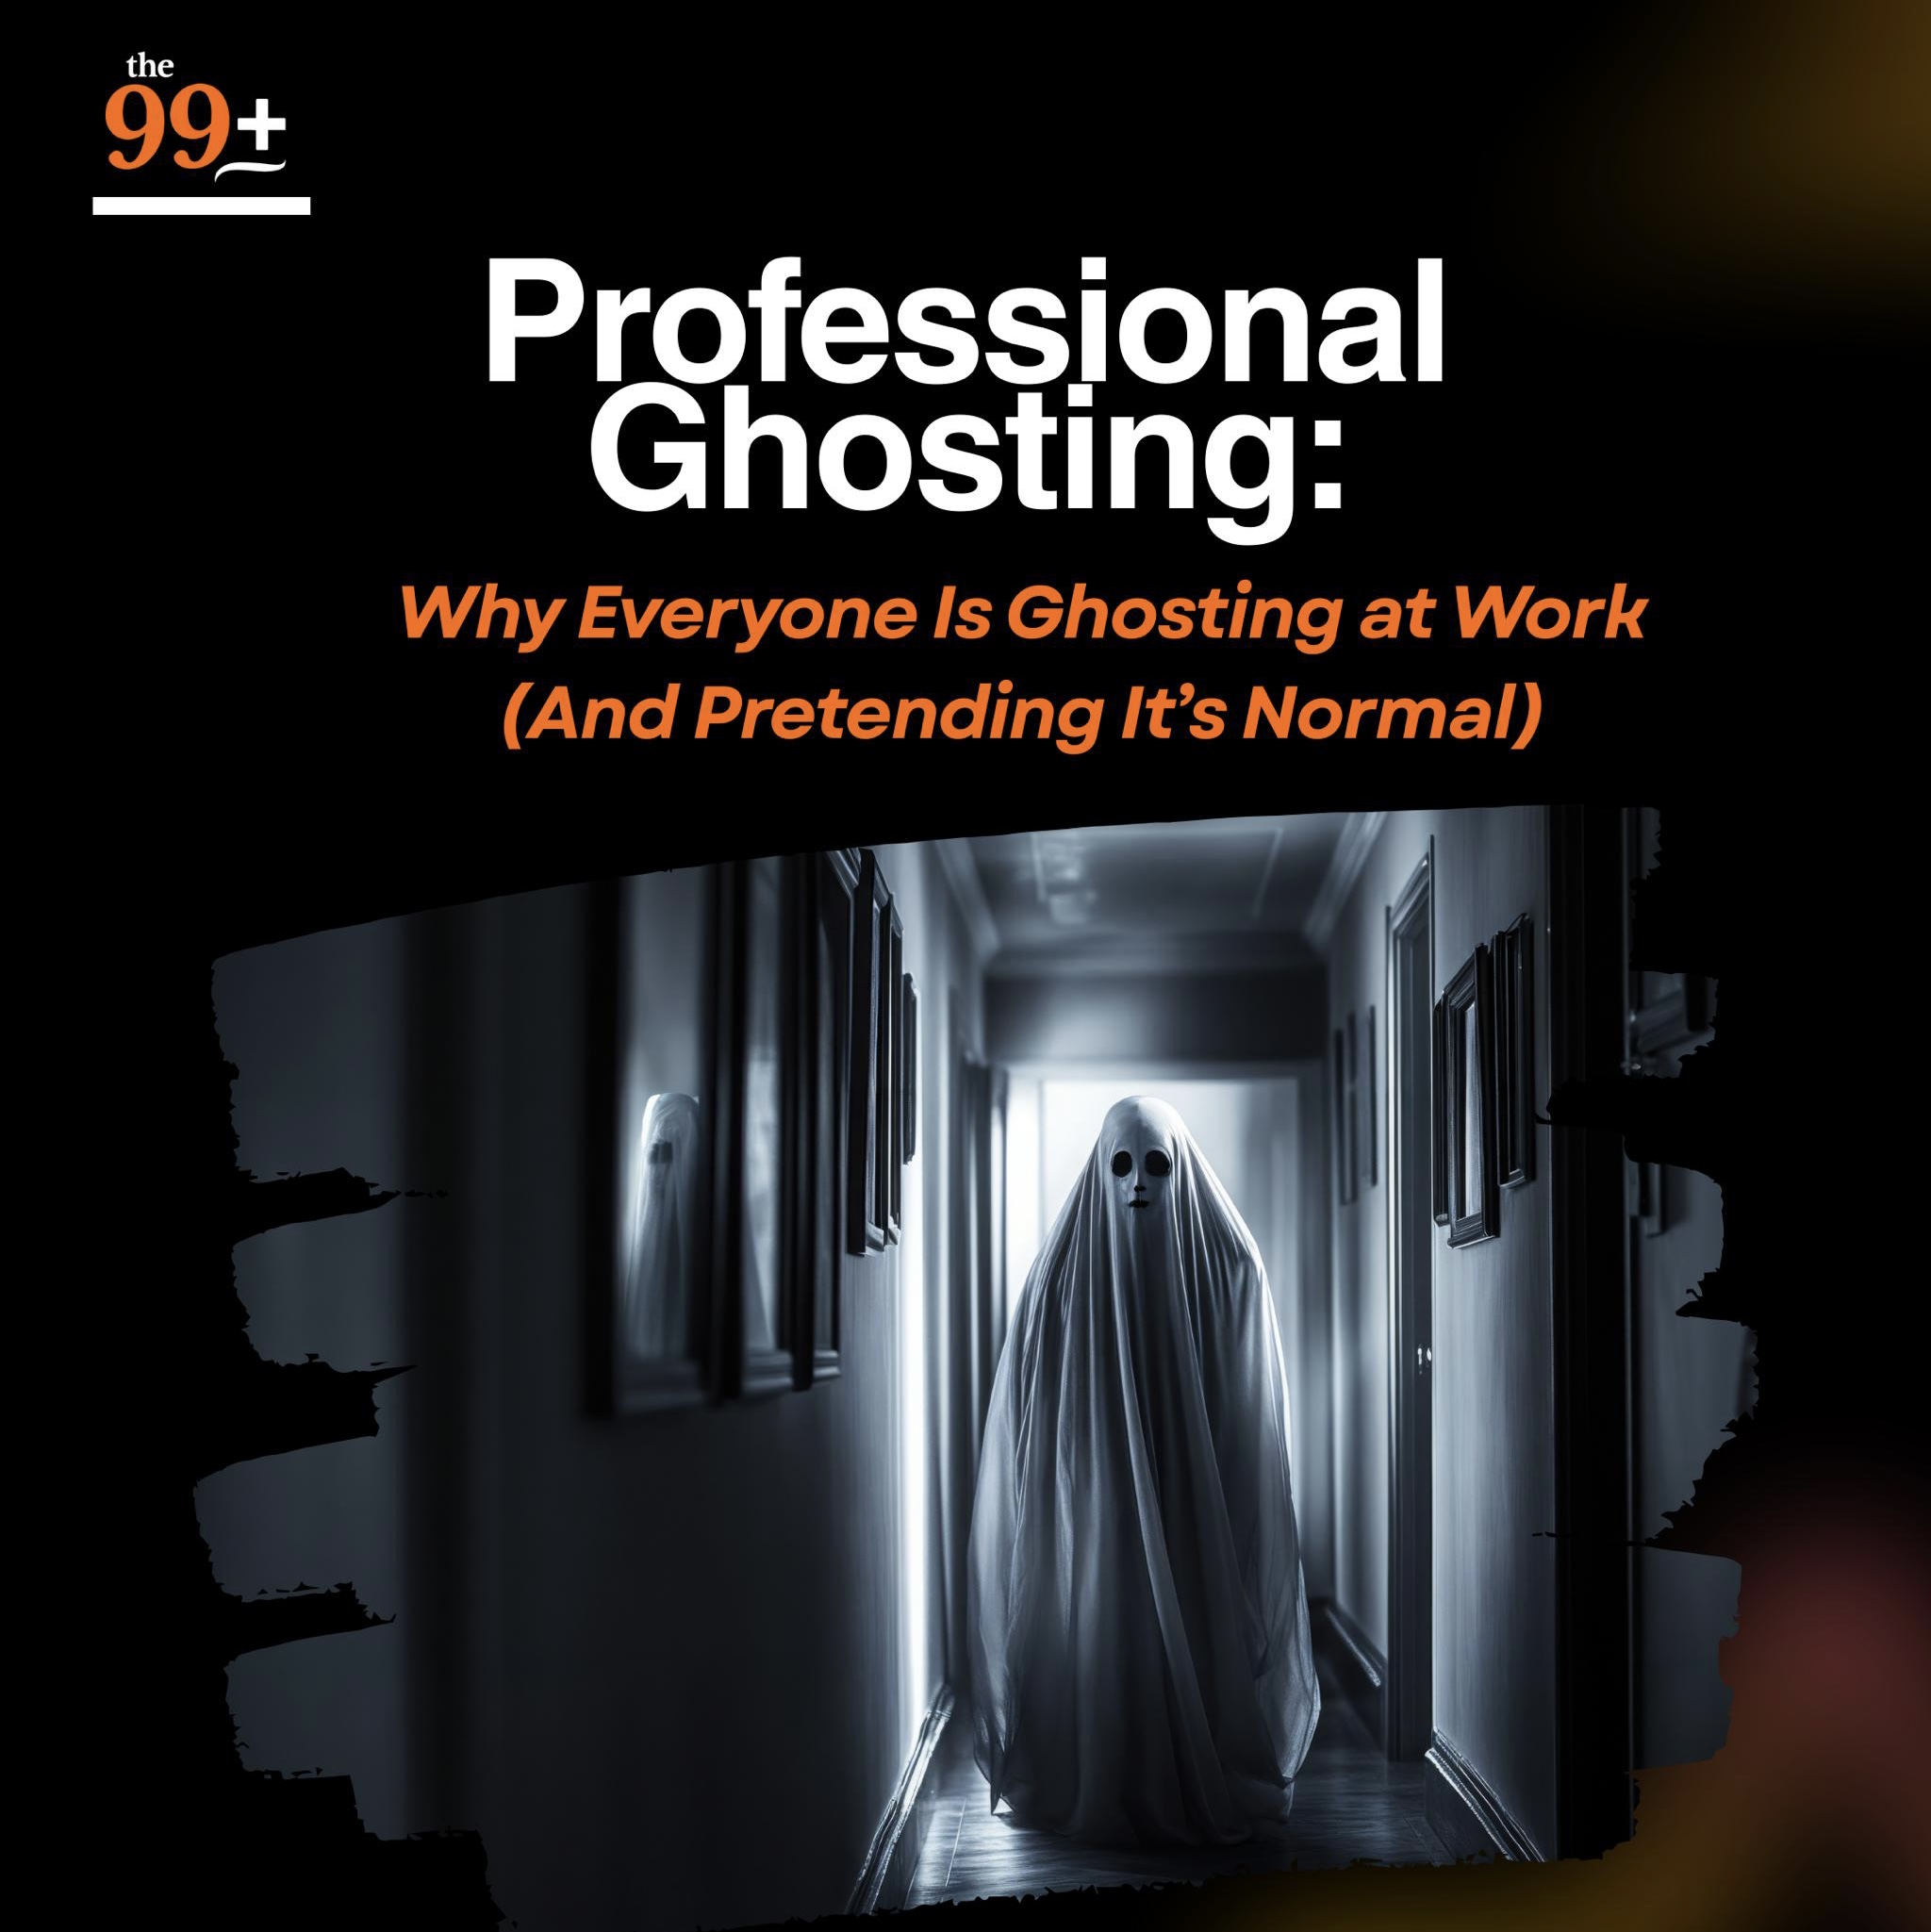 the
99+
Professional
Ghosting:
Why Everyone Is Ghosting at Work
(And Pretending It’s Normal)